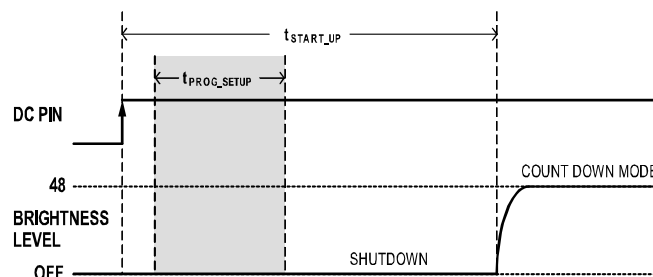 tSTART_UP
tPROG_SETUP
DC PIN
48
COUNT DOWN MODE
BRIGHTNESS
LEVEL
SHUTDOWN
OFF